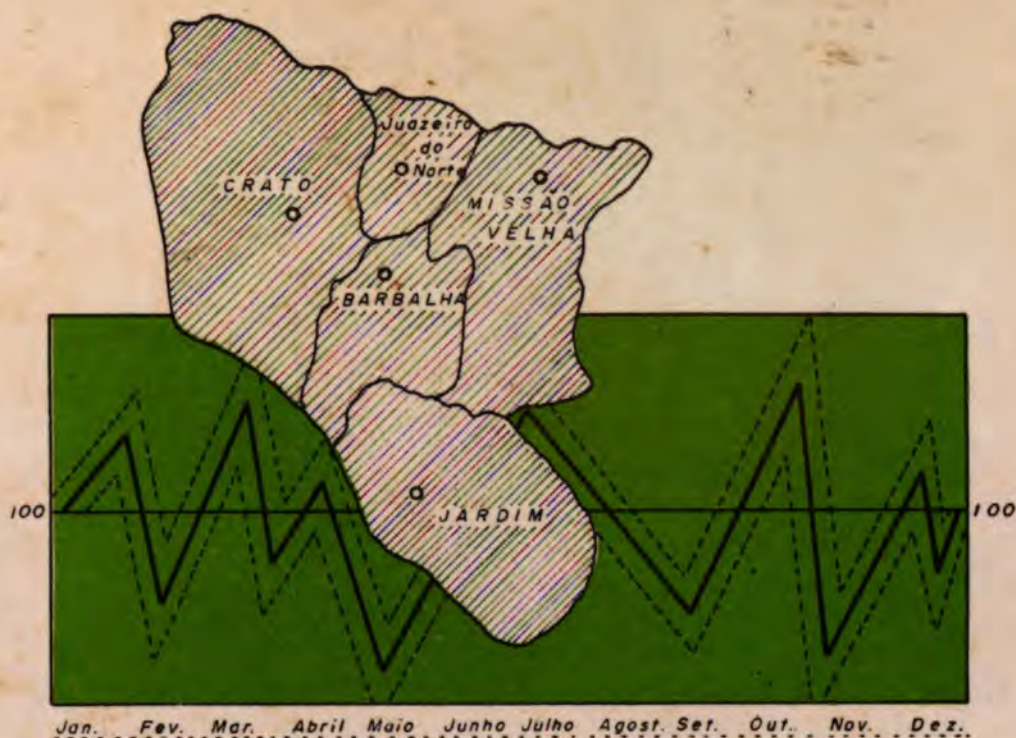 Juazeiro
do
Norte
CRATO
MISSÃO
VELHA
BARBALHA
JARDIM
100
100
Jan. Fev. Mar. Abril Maio Junho Julho Agost. Set. Out. Nov. Dez.